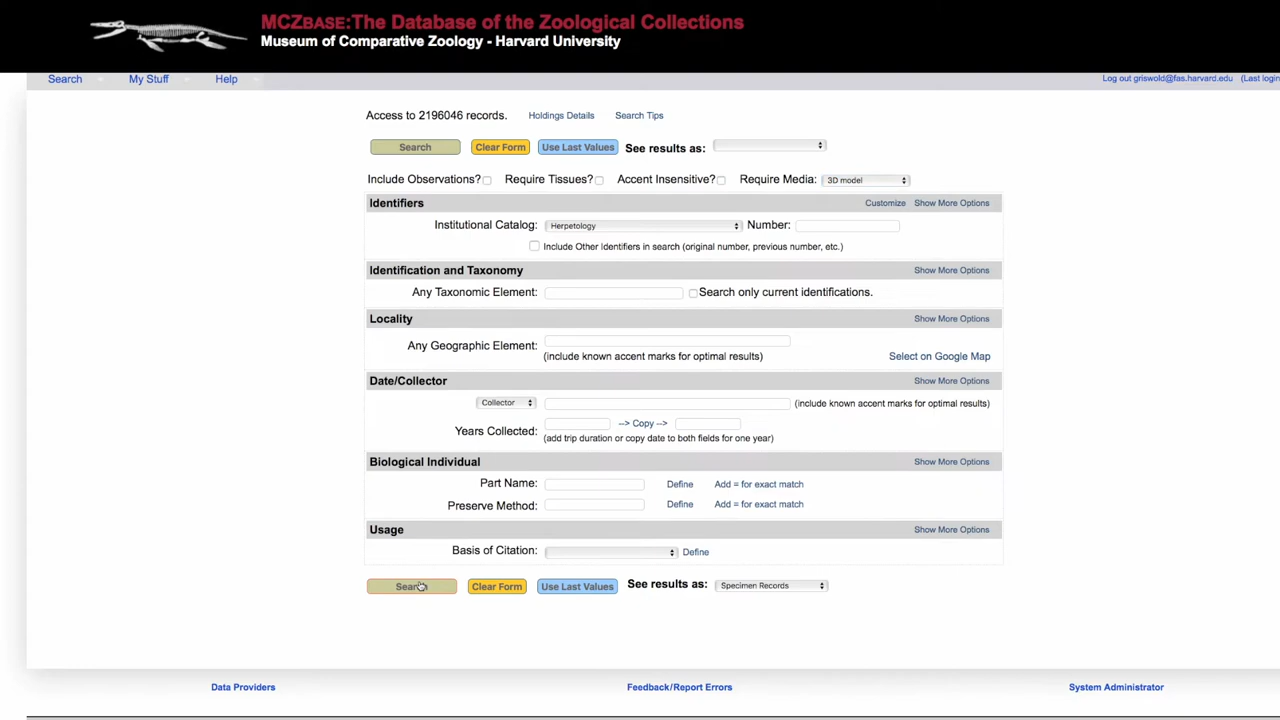 MCZBASE:The Database of the Zoological Collections
Museum of Comparative Zoology - Harvard University
Search My Stuff Help Log out griswold@fas.harvard.edu (Last login
Access to 2196046 records. Holdings Details Search Tips
Search Clear Form Use Last Values See results as:
Include Observations? Require Tissues? Accent Insensitive? Require Media: 3D model
Identifiers Customize Show More Options
Institutional Catalog: Herpetology Number:
Include Other Identifiers in search (original number, previous number, etc.)
Identification and Taxonomy Show More Options
Any Taxonomic Element: Search only current identifications.
Locality Show More Options
Any Geographic Element:
(include known accent marks for optimal results) Select on Google Map
Date/Collector Show More Options
Collector (include known accent marks for optimal results)
Years Collected: --> Copy -->
(add trip duration or copy date to both fields for one year)
Biological Individual Show More Options
Part Name: Define Add = for exact match
Preserve Method: Define Add = for exact match
Usage Show More Options
Basis of Citation: Define
Search Clear Form Use Last Values See results as: Specimen Records
Data Providers Feedback/Report Errors System Administrator